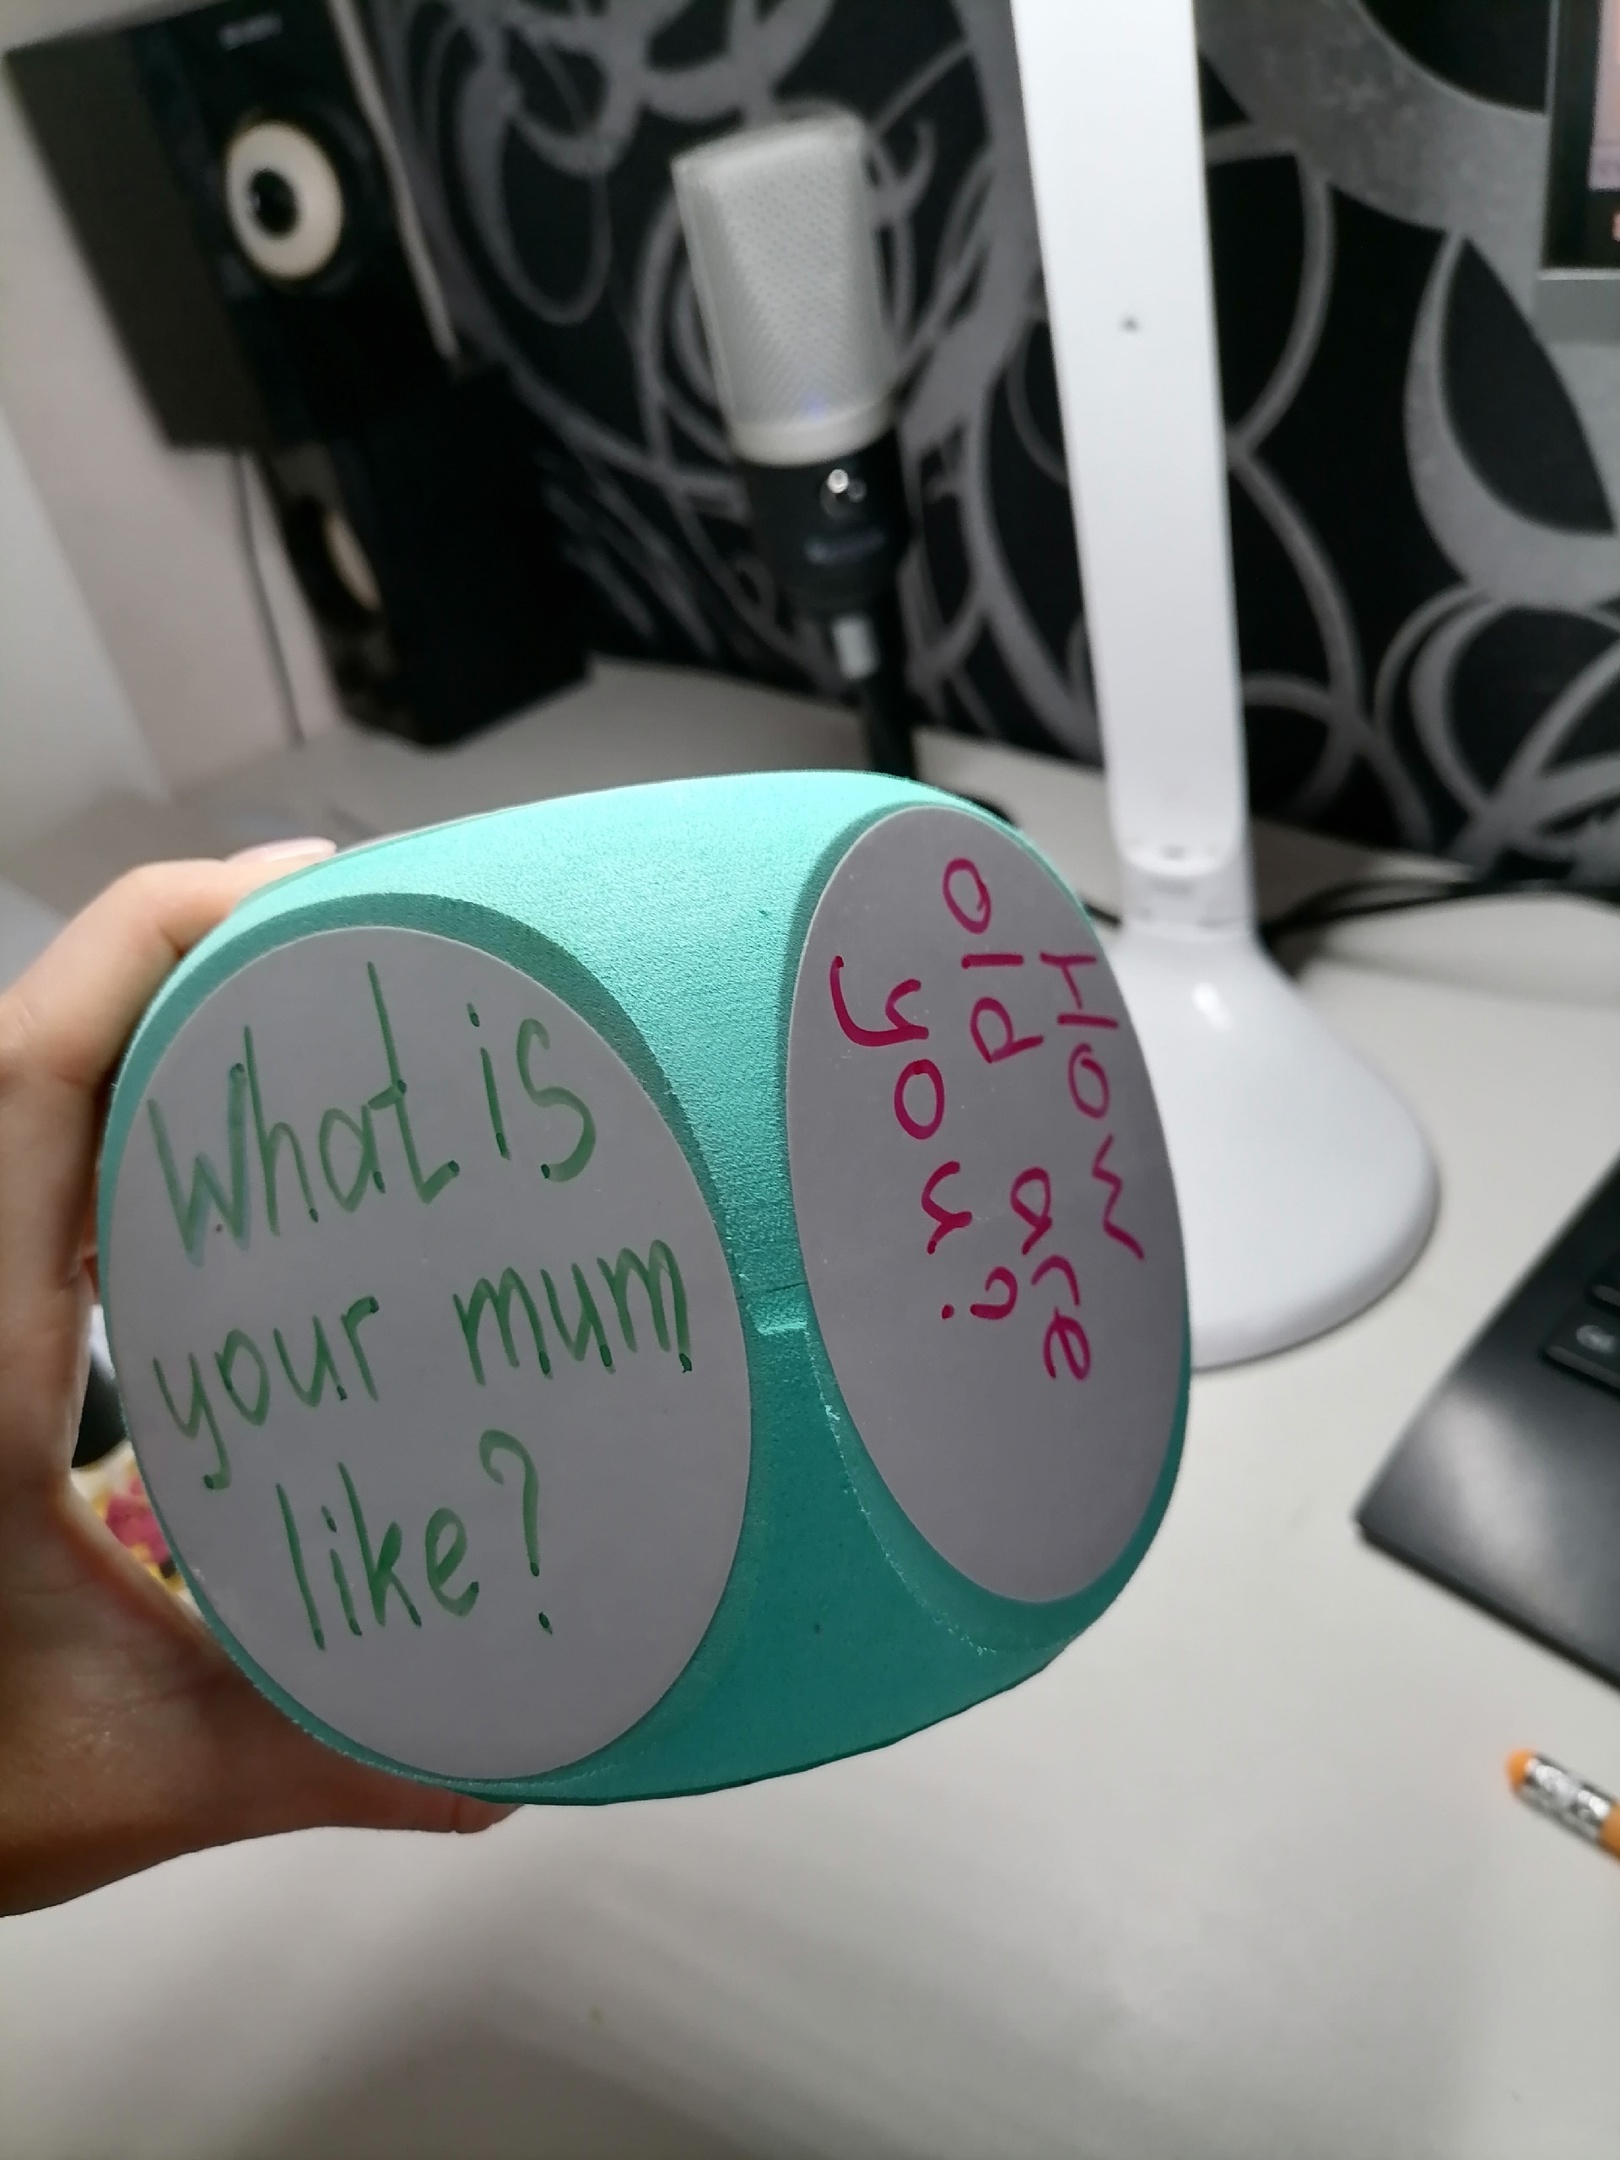 What is
your mum
like?
How are
old
you?